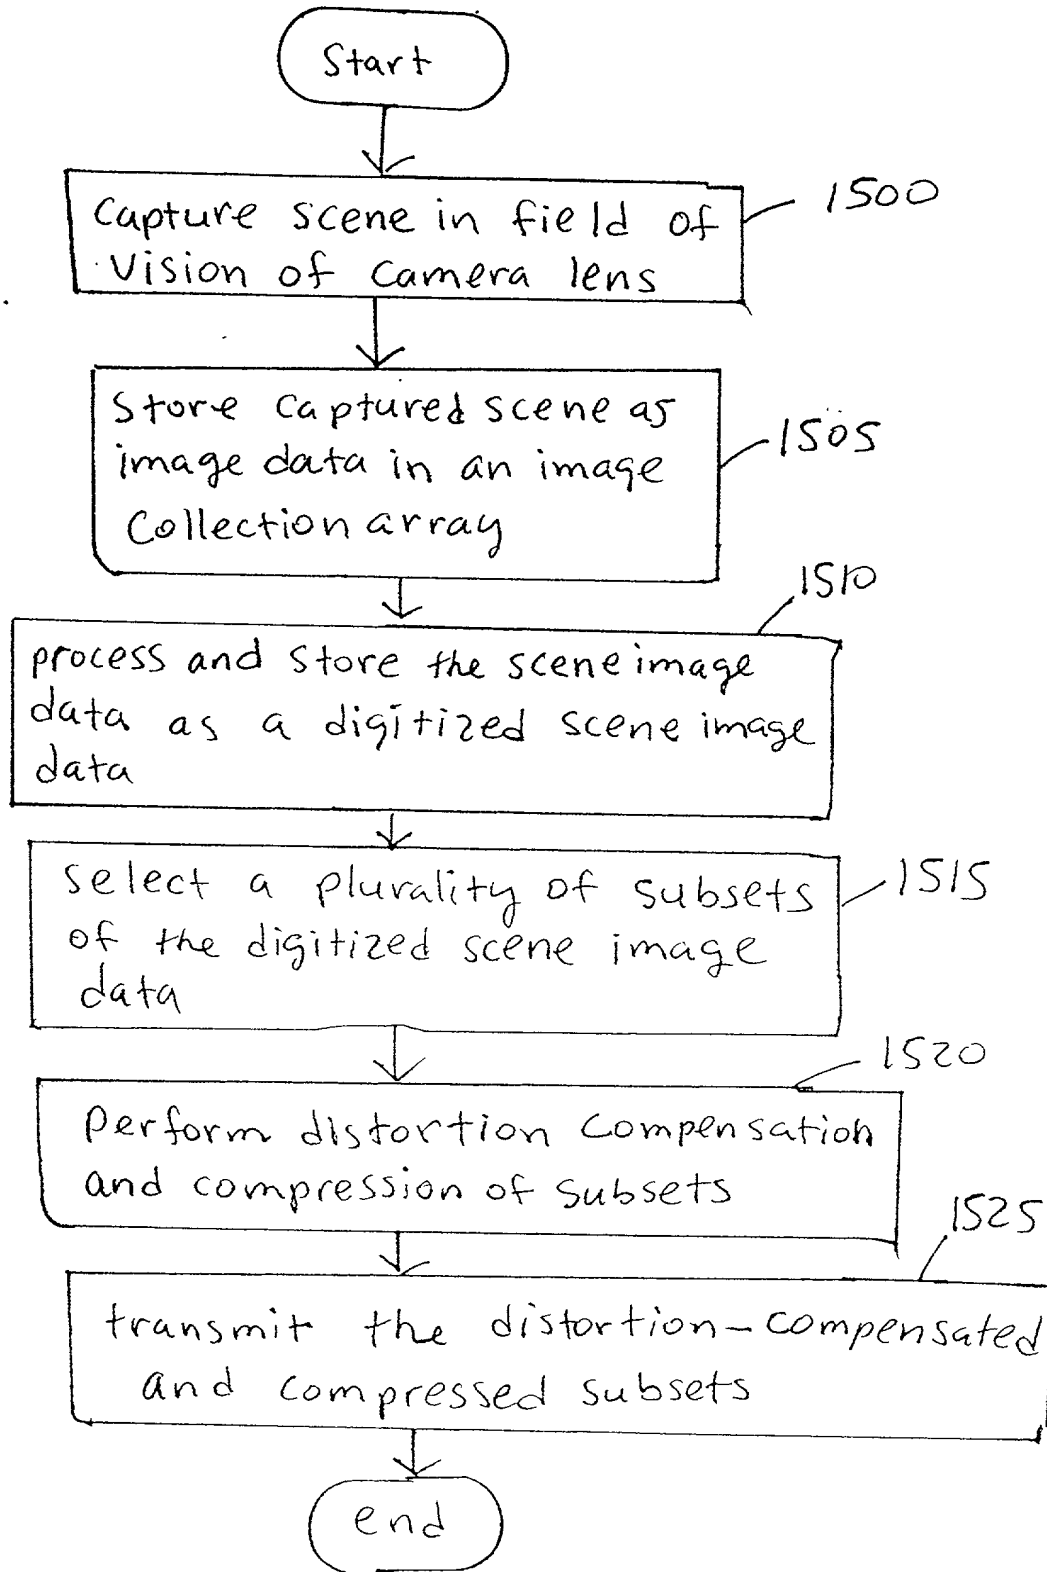 Start
Capture scene in field of
vision of camera lens
1500
Store captured scene as
image data in an image
Collection array
1505
1510
process and store the scene image
data as a digitized scene image
data
select a plurality of subsets
of the digitized scene image
data
1515
1520
Perform distortion compensation
and compression of subsets
1525
transmit the distortion-compensated
and compressed subsets
end